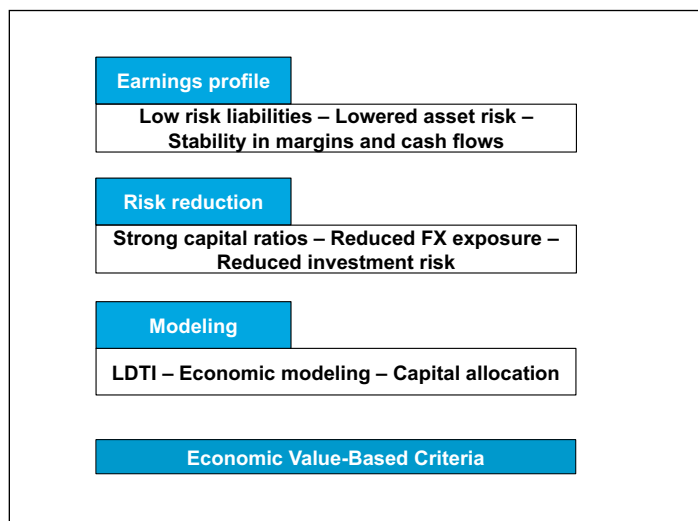 Earnings profile
Low risk liabilities – Lowered asset risk –
Stability in margins and cash flows
Risk reduction
Strong capital ratios – Reduced FX exposure –
Reduced investment risk
Modeling
LDTI – Economic modeling – Capital allocation
Economic Value-Based Criteria